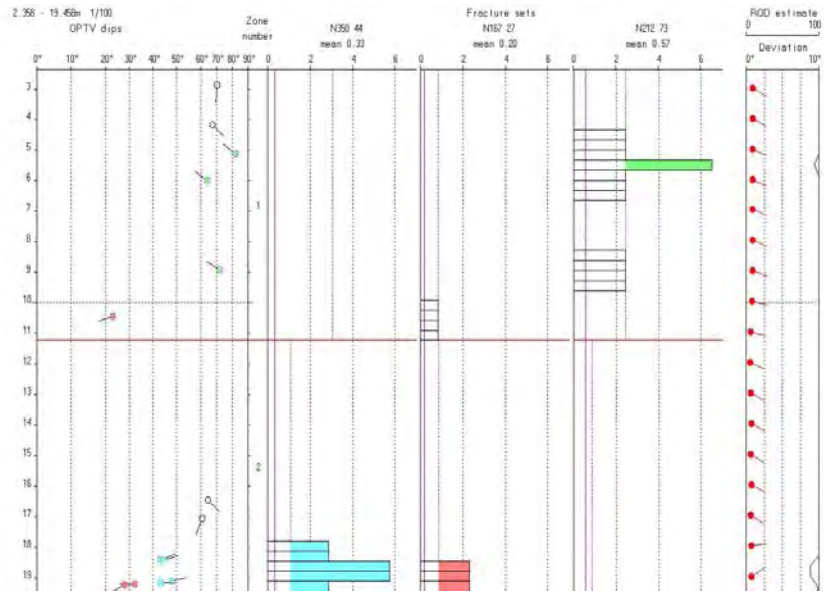 2.358 - 19.458m 1/100
OPTV dips
Zone number
Fracture sets
N350 44
mean 0.33
N167 27
mean 0.20
N212 73
mean 0.57
RQD estimate
0 100
Deviation
0° 10° 20° 30° 40° 50° 60° 70° 80° 90°
0 2 4 6
0 2 4 6
0 2 4 6
0° 10°
3
4
5
6
7
8
9
10
11
12
13
14
15
16
17
18
19
1
2